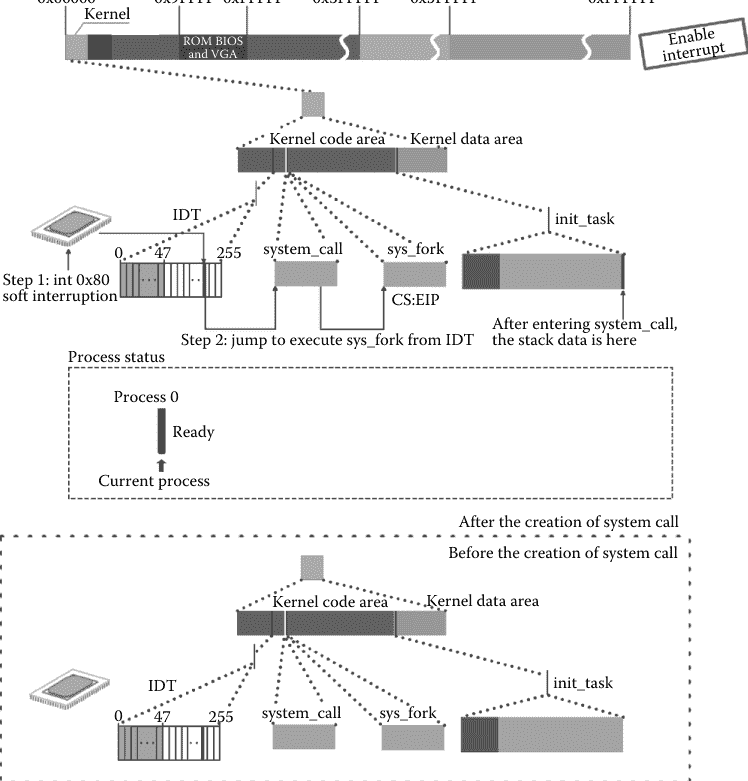 Kernel
ROM BIOS
and VGA
Enable
interrupt
Kernel code area
Kernel data area
IDT
init_task
0
47
255
system_call
sys_fork
Step 1: int 0x80
soft interruption
CS:EIP
Step 2: jump to execute sys_fork from IDT
After entering system_call,
the stack data is here
Process status
Process 0
Ready
Current process
After the creation of system call
Before the creation of system call
Kernel code area
Kernel data area
IDT
init_task
0
47
255
system_call
sys_fork